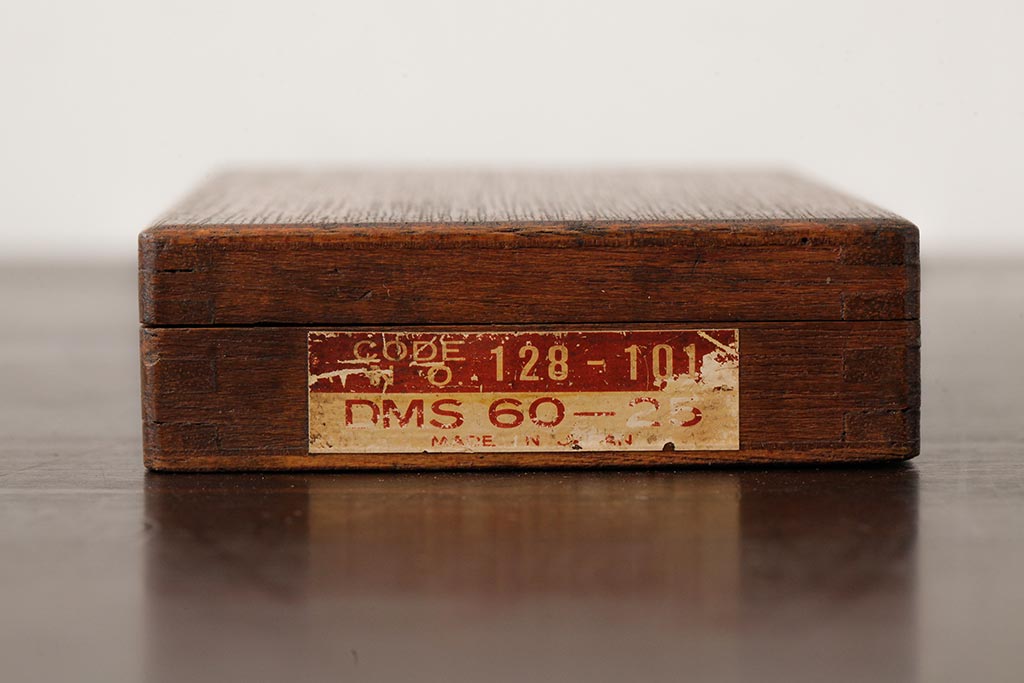 CODE
NO. 128-101
DMS 60-25
MADE IN JAPAN